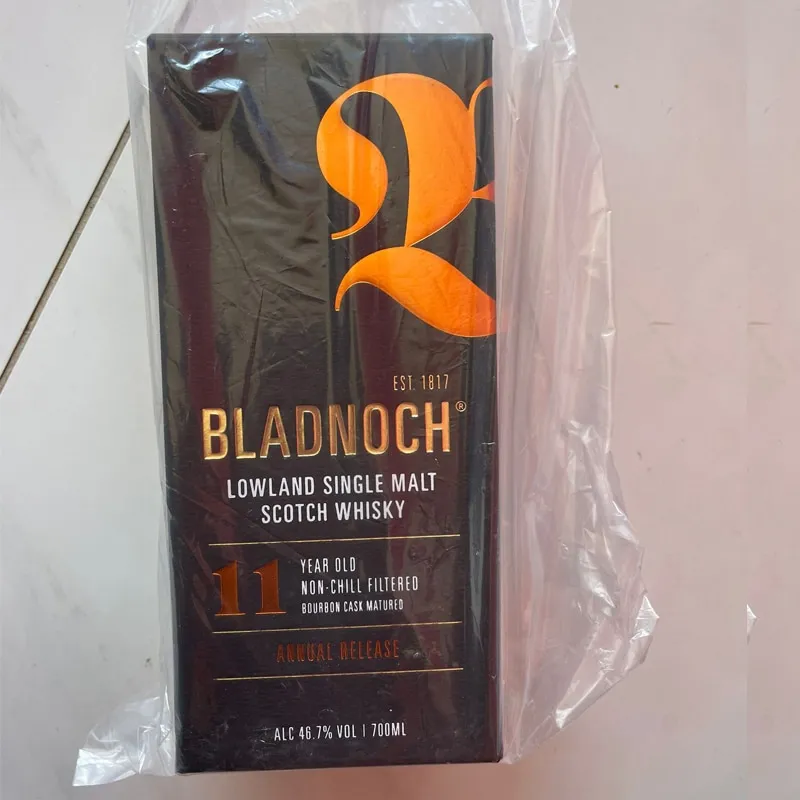 EST. 1817
BLADNOCH®
LOWLAND SINGLE MALT
SCOTCH WHISKY
11
YEAR OLD
NON-CHILL FILTERED
BOURBON CASK MATURED
ANNUAL RELEASE
ALC 46.7% VOL | 700ML